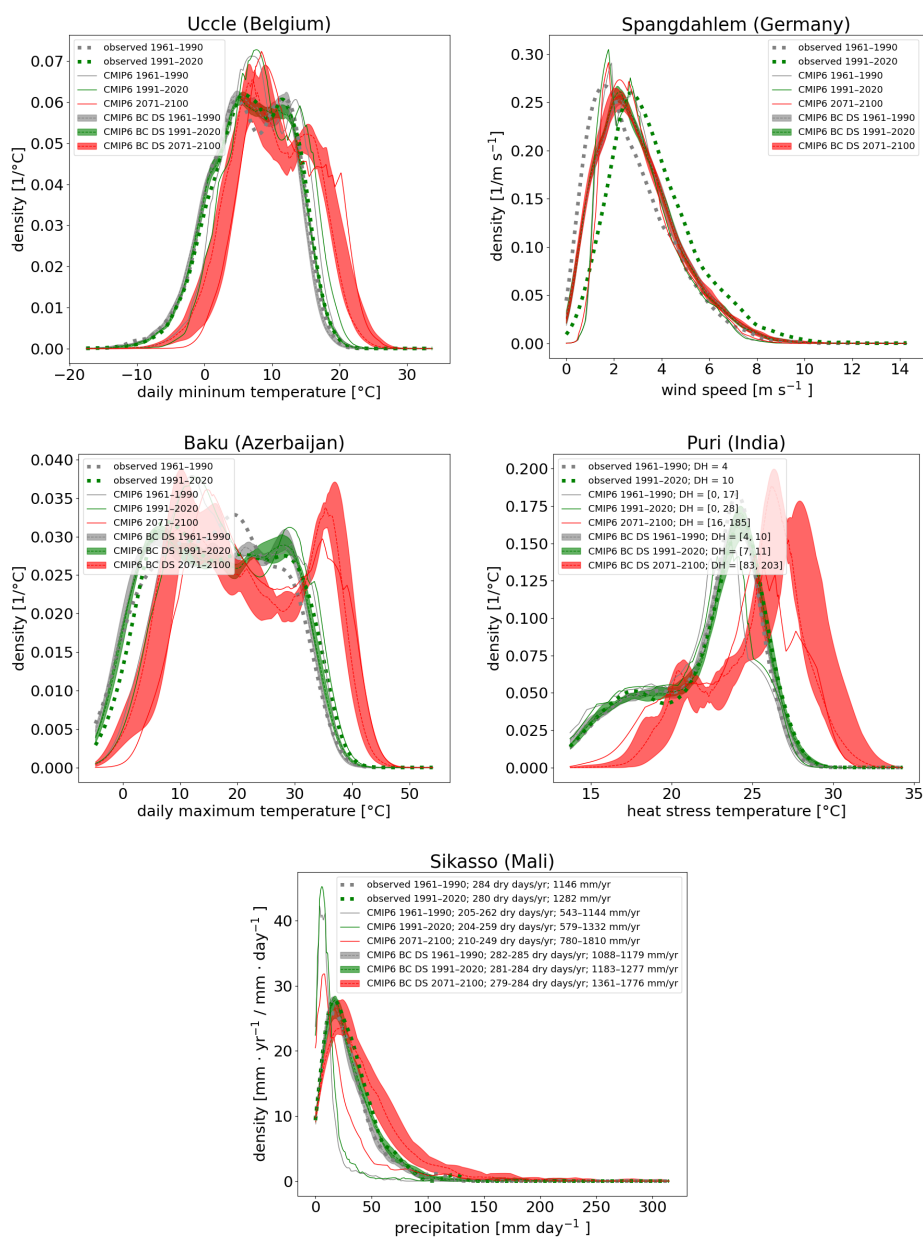 Uccle (Belgium)
observed 1961–1990
observed 1991–2020
CMIP6 1961–1990
CMIP6 1991–2020
CMIP6 2071–2100
CMIP6 BC DS 1961–1990
CMIP6 BC DS 1991–2020
CMIP6 BC DS 2071–2100
density [1/°C]
0.07
0.06
0.05
0.04
0.03
0.02
0.01
0.00
−20 −10 0 10 20 30
daily mininum temperature [°C]
Spangdahlem (Germany)
observed 1961–1990
observed 1991–2020
CMIP6 1961–1990
CMIP6 1991–2020
CMIP6 2071–2100
CMIP6 BC DS 1961–1990
CMIP6 BC DS 1991–2020
CMIP6 BC DS 2071–2100
density [1/m s⁻¹]
0.30
0.25
0.20
0.15
0.10
0.05
0.00
0 2 4 6 8 10 12 14
wind speed [m s⁻¹ ]
Baku (Azerbaijan)
observed 1961–1990
observed 1991–2020
CMIP6 1961–1990
CMIP6 1991–2020
CMIP6 2071–2100
CMIP6 BC DS 1961–1990
CMIP6 BC DS 1991–2020
CMIP6 BC DS 2071–2100
density [1/°C]
0.040
0.035
0.030
0.025
0.020
0.015
0.010
0.005
0.000
0 10 20 30 40 50
daily maximum temperature [°C]
Puri (India)
observed 1961–1990; DH = 4
observed 1991–2020; DH = 10
CMIP6 1961–1990; DH = [0, 17]
CMIP6 1991–2020; DH = [0, 28]
CMIP6 2071–2100; DH = [16, 185]
CMIP6 BC DS 1961–1990; DH = [4, 10]
CMIP6 BC DS 1991–2020; DH = [7, 11]
CMIP6 BC DS 2071–2100; DH = [83, 203]
density [1/°C]
0.200
0.175
0.150
0.125
0.100
0.075
0.050
0.025
0.000
15 20 25 30 35
heat stress temperature [°C]
Sikasso (Mali)
observed 1961–1990; 284 dry days/yr; 1146 mm/yr
observed 1991–2020; 280 dry days/yr; 1282 mm/yr
CMIP6 1961–1990; 205-262 dry days/yr; 543–1144 mm/yr
CMIP6 1991–2020; 204-259 dry days/yr; 579–1332 mm/yr
CMIP6 2071–2100; 210-249 dry days/yr; 780–1810 mm/yr
CMIP6 BC DS 1961–1990; 282-285 dry days/yr; 1088–1179 mm/yr
CMIP6 BC DS 1991–2020; 281-284 dry days/yr; 1183–1277 mm/yr
CMIP6 BC DS 2071–2100; 279-284 dry days/yr; 1361–1776 mm/yr
density [mm · yr⁻¹ / mm · day⁻¹ ]
40
30
20
10
0
0 50 100 150 200 250 300
precipitation [mm day⁻¹ ]